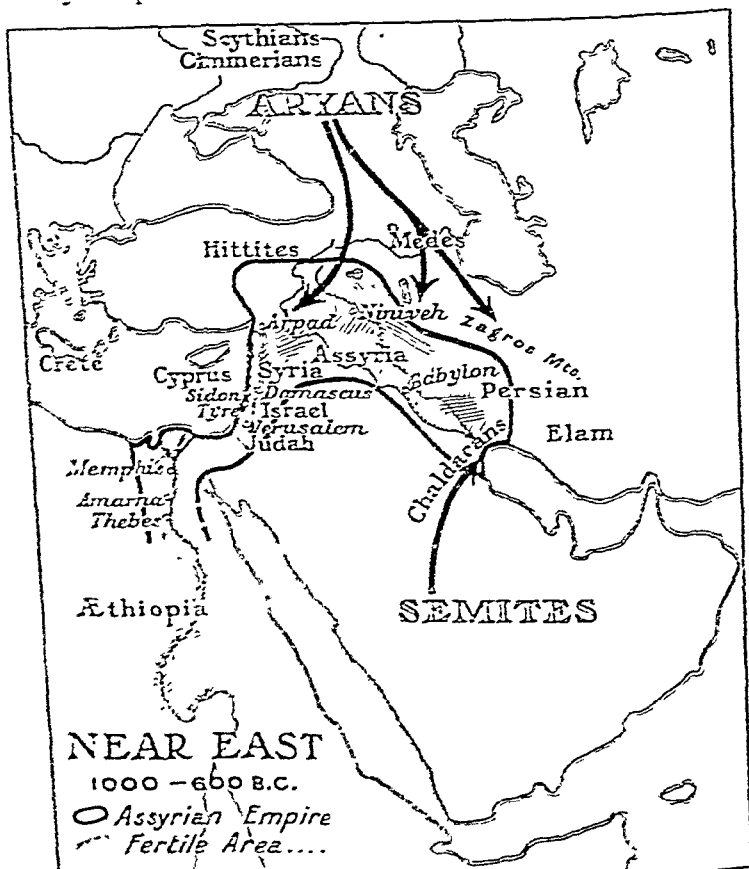 Scythians
Cimmerians
ARYANS
Hittites
Medes
Arpad
Niniveh
Zagros Mts.
Crete
Cyprus
Syria
Assyria
Babylon
Persian
Sidon
Damascus
Tyre
Israel
Elam
Jerusalem
Judah
Chaldaeans
Memphis
Amarna
Thebes
Æthiopia
SEMITES
NEAR EAST
1000 - 600 B.C.
Assyrian Empire
Fertile Area....